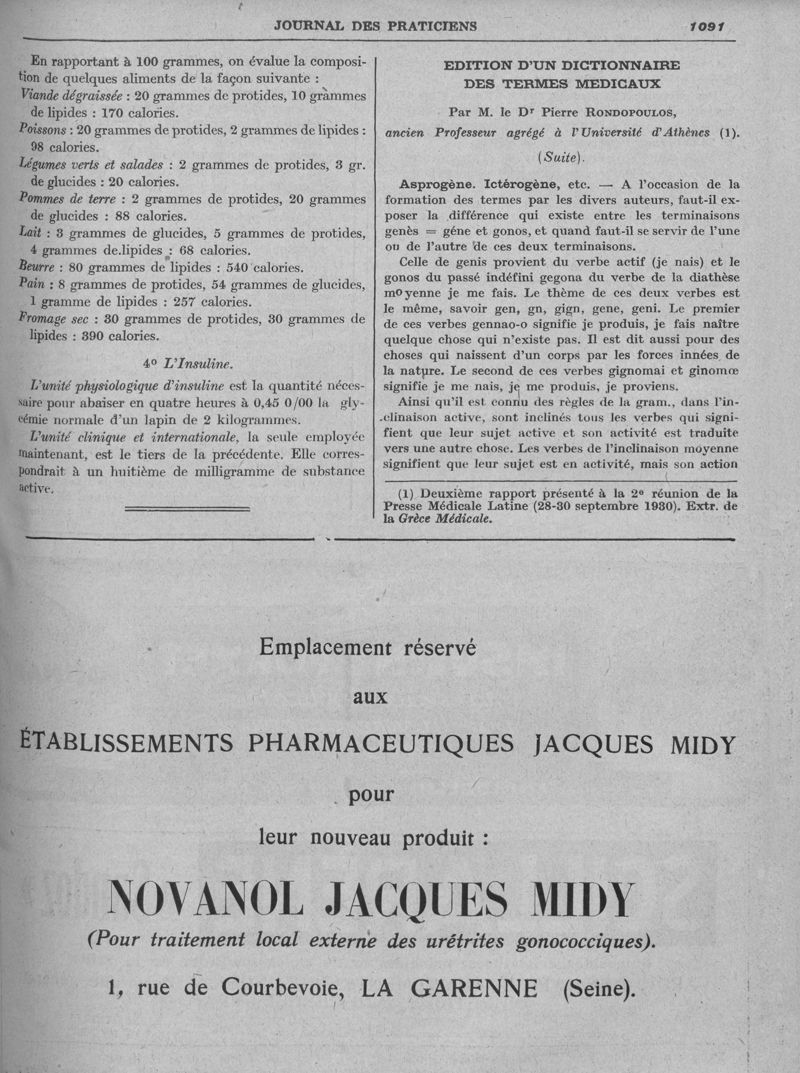 JOURNAL DES PRATICIENS 1091
En rapportant à 100 grammes, on évalue la composi-
tion de quelques aliments de la façon suivante :
Viande dégraissée : 20 grammes de protides, 10 grammes
de lipides : 170 calories.
Poissons : 20 grammes de protides, 2 grammes de lipides :
98 calories.
Légumes verts et salades : 2 grammes de protides, 3 gr.
de glucides : 20 calories.
Pommes de terre : 2 grammes de protides, 20 grammes
de glucides : 88 calories.
Lait : 3 grammes de glucides, 5 grammes de protides,
4 grammes de.lipides : 68 calories.
Beurre : 80 grammes de lipides : 540 calories.
Pain : 8 grammes de protides, 54 grammes de glucides,
1 gramme de lipides : 257 calories.
Fromage sec : 30 grammes de protides, 30 grammes de
lipides : 390 calories.
4o L'Insuline.
L'unité physiologique d'insuline est la quantité néces-
saire pour abaiser en quatre heures à 0,45 0/00 la gly-
cémie normale d'un lapin de 2 kilogrammes.
L'unité clinique et internationale, la seule employée
maintenant, est le tiers de la précédente. Elle corres-
pondrait à un huitième de milligramme de substance
active.
EDITION D'UN DICTIONNAIRE
DES TERMES MEDICAUX
Par M. le Dr Pierre RONDOPOULOS,
ancien Professeur agrégé à l'Université d'Athènes (1).
(Suite).
Asprogène. Ictérogène, etc. — A l'occasion de la
formation des termes par les divers auteurs, faut-il ex-
poser la différence qui existe entre les terminaisons
genès = géne et gonos, et quand faut-il se servir de l'une
ou de l'autre de ces deux terminaisons.
Celle de genis provient du verbe actif (je nais) et le
gonos du passé indéfini gegona du verbe de la diathèse
moyenne je me fais. Le thème de ces deux verbes est
le même, savoir gen, gn, gign, gene, geni. Le premier
de ces verbes gennao-o signifie je produis, je fais naître
quelque chose qui n'existe pas. Il est dit aussi pour des
choses qui naissent d'un corps par les forces innées de
la nature. Le second de ces verbes gignomai et ginomœ
signifie je me nais, je me produis, je proviens.
Ainsi qu'il est connu des règles de la gram., dans l'in-
clinaison active, sont inclinés tous les verbes qui signi-
fient que leur sujet active et son activité est traduite
vers une autre chose. Les verbes de l'inclinaison moyenne
signifient que leur sujet est en activité, mais son action
(1) Deuxième rapport présenté à la 2e réunion de la
Presse Médicale Latine (28-30 septembre 1930). Extr. de
la Grèce Médicale.
Emplacement réservé
aux
ÉTABLISSEMENTS PHARMACEUTIQUES JACQUES MIDY
pour
leur nouveau produit :
NOVANOL JACQUES MIDY
(Pour traitement local externe des urétrites gonococciques).
1, rue de Courbevoie, LA GARENNE (Seine).